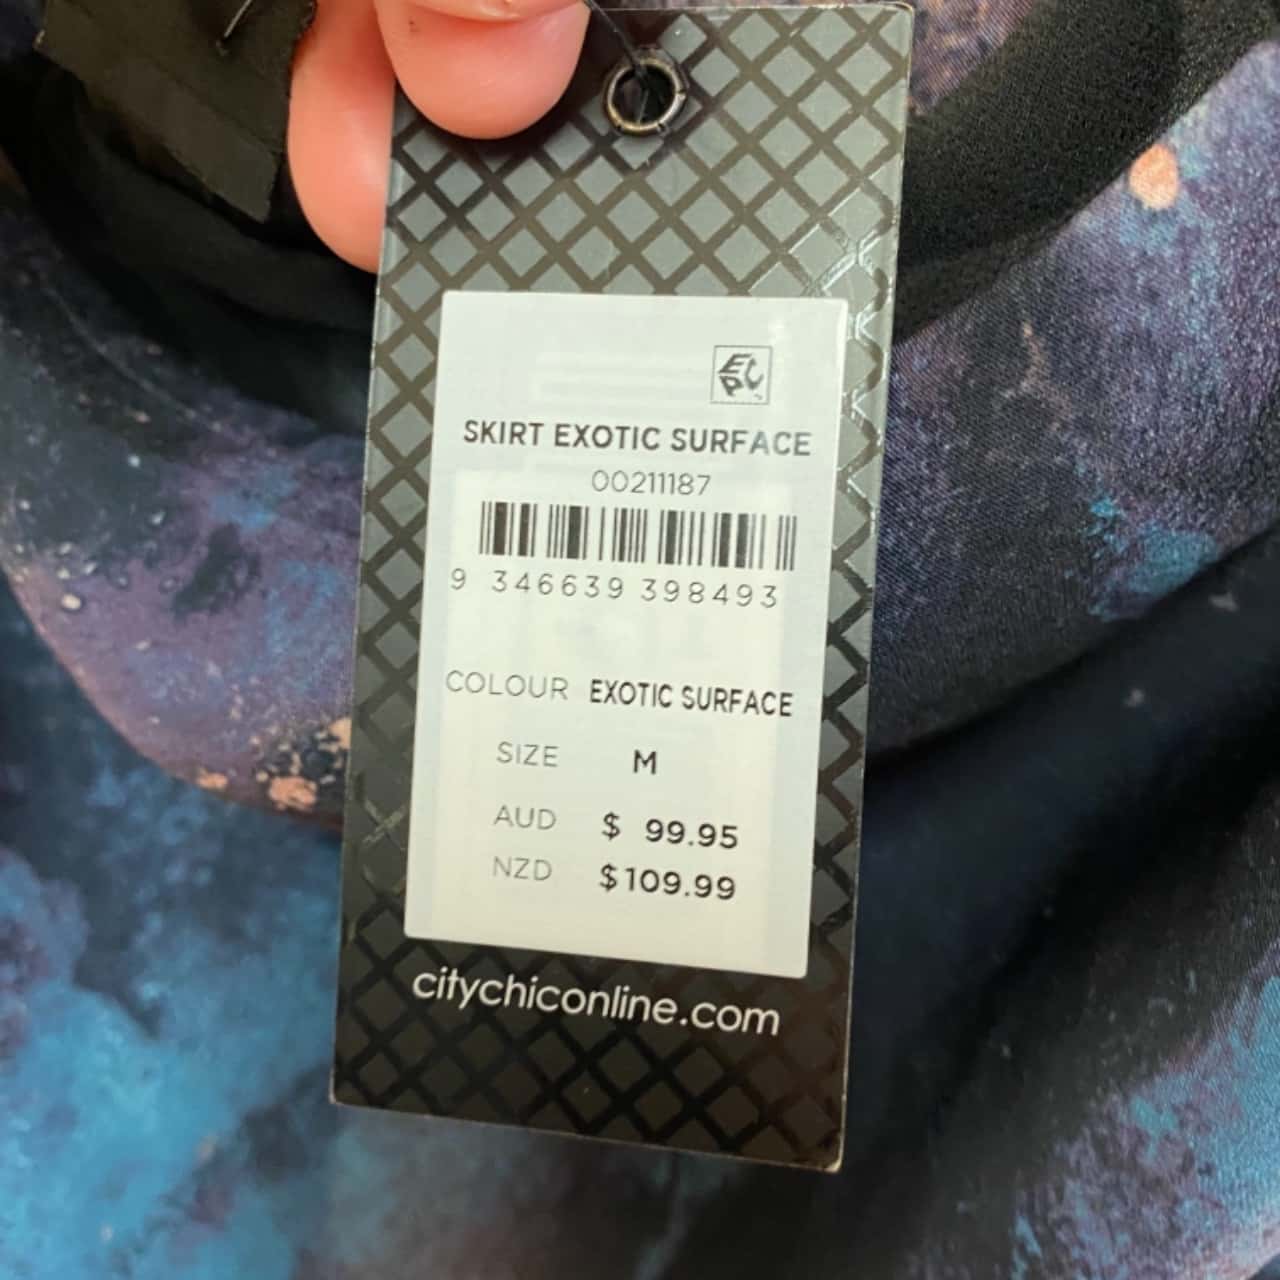 EPC
SKIRT EXOTIC SURFACE
00211187
9 346639 398493
COLOUR EXOTIC SURFACE
SIZE M
AUD $ 99.95
NZD $109.99
citychiconline.com